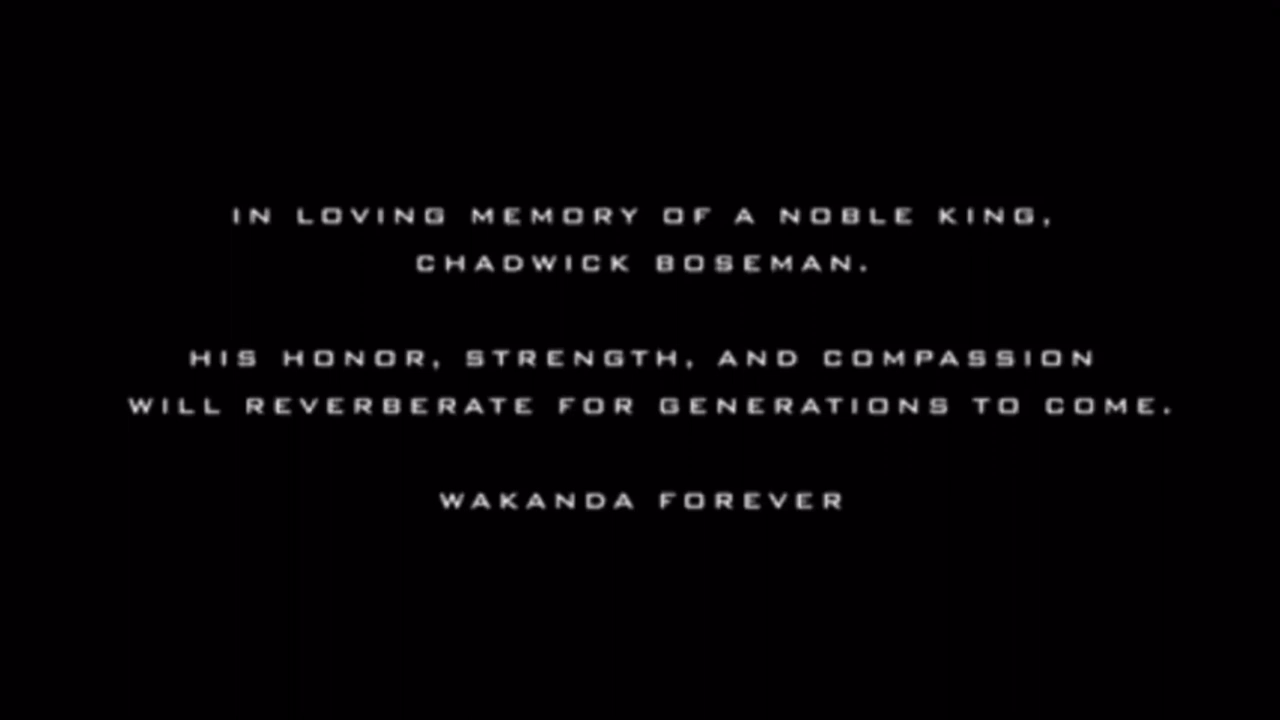 IN LOVING MEMORY OF A NOBLE KING,
CHADWICK BOSEMAN.
HIS HONOR, STRENGTH, AND COMPASSION
WILL REVERBERATE FOR GENERATIONS TO COME.
WAKANDA FOREVER